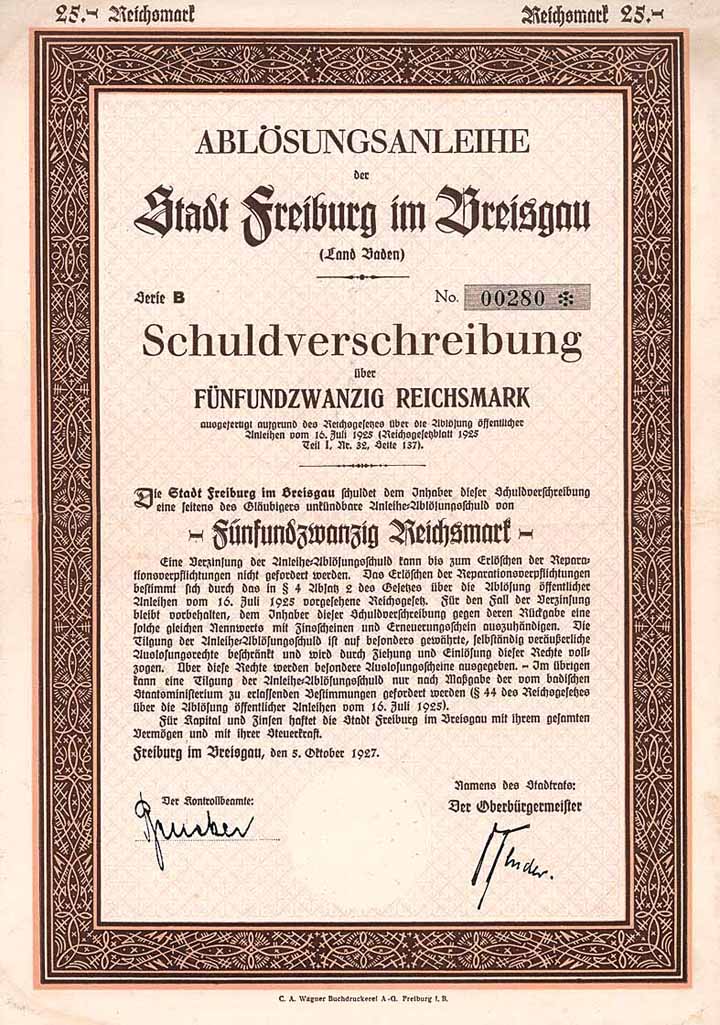 25.- Reichsmark Reichsmark 25.-
ABLÖSUNGSANLEIHE
der
Stadt Freiburg im Breisgau
(Land Baden)
Serie B No. 00280 ✻
Schuldverschreibung
über
FÜNFUNDZWANZIG REICHSMARK
ausgefertigt aufgrund des Reichsgesetzes über die Ablösung öffentlicher
Anleihen vom 16. Juli 1925 (Reichsgesetzblatt 1925
Teil I, Nr. 32, Seite 137).
Die Stadt Freiburg im Breisgau schuldet dem Inhaber dieser Schuldverschreibung
eine seitens des Gläubigers unkündbare Anleihe-Ablösungsschuld von
- Fünfundzwanzig Reichsmark -
Eine Verzinsung der Anleihe-Ablösungsschuld kann bis zum Erlöschen der Repara-
tionsverpflichtungen nicht gefordert werden. Das Erlöschen der Reparationsverpflichtungen
bestimmt sich durch das in § 4 Absatz 2 des Gesetzes über die Ablösung öffentlicher
Anleihen vom 16. Juli 1925 vorgesehene Reichsgesetz. Für den Fall der Verzinsung
bleibt vorbehalten, dem Inhaber dieser Schuldverschreibung gegen deren Rückgabe eine
solche gleichen Nennwerts mit Zinsscheinen und Erneuerungsschein auszuhändigen. Die
Tilgung der Anleihe-Ablösungsschuld ist auf besonders gewährte, selbständig veräußerliche
Auslosungsrechte beschränkt und wird durch Ziehung und Einlösung dieser Rechte voll-
zogen. Über diese Rechte werden besondere Auslosungsscheine ausgegeben. - Im übrigen
kann eine Tilgung der Anleihe-Ablösungsschuld nur nach Maßgabe der vom badischen
Staatsministerium zu erlassenden Bestimmungen gefordert werden (§ 44 des Reichsgesetzes
über die Ablösung öffentlicher Anleihen vom 16. Juli 1925).
Für Kapital und Zinsen haftet die Stadt Freiburg im Breisgau mit ihrem gesamten
Vermögen und mit ihrer Steuerkraft.
Freiburg im Breisgau, den 5. Oktober 1927.
Namens des Stadtrats:
Der Kontrollbeamte: Der Oberbürgermeister
C. A. Wagner Buchdruckerei A.-G. Freiburg i. B.